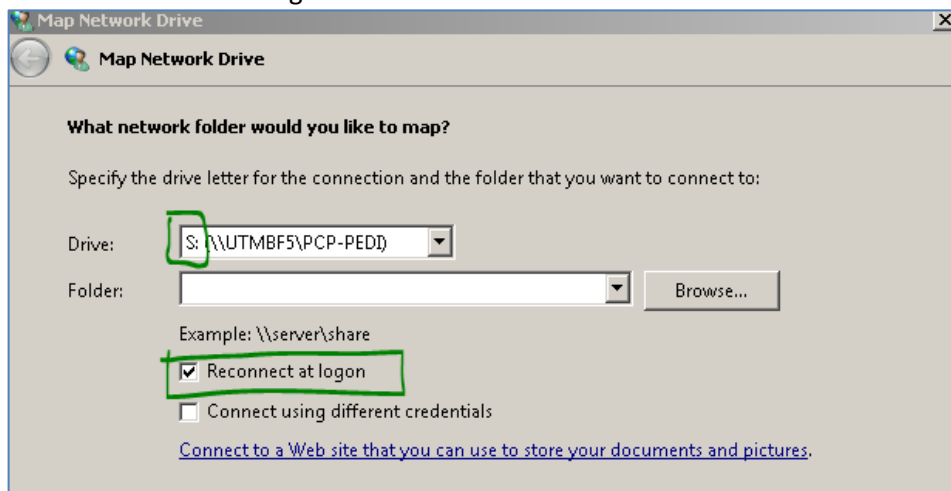 Map Network Drive
Map Network Drive
What network folder would you like to map?
Specify the drive letter for the connection and the folder that you want to connect to:
Drive: S: (\\UTMBF5\PCP-PEDI)
Folder: Browse...
Example: \\server\share
Reconnect at logon
Connect using different credentials
Connect to a Web site that you can use to store your documents and pictures.